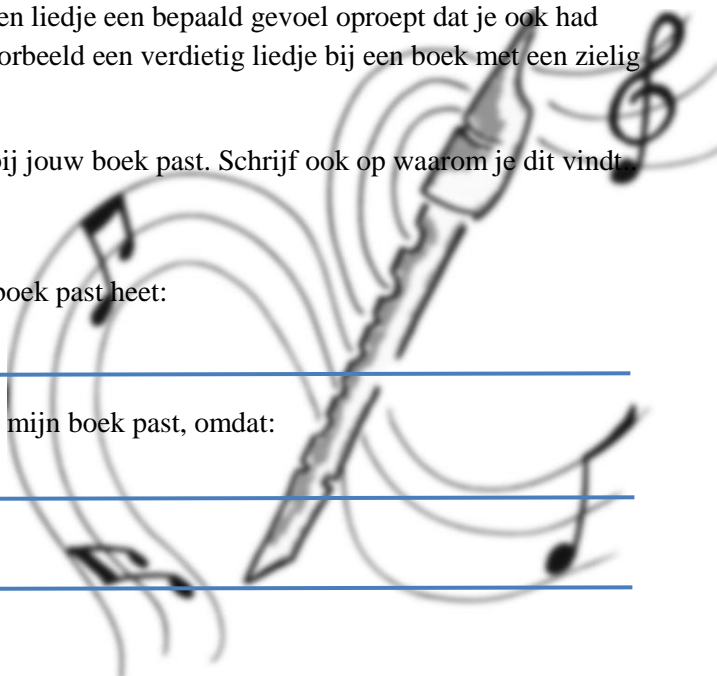 en liedje een bepaald gevoel oproept dat je ook had
orbeeld een verdietig liedje bij een boek met een zielig
ij jouw boek past. Schrijf ook op waarom je dit vindt..
boek past heet:
mijn boek past, omdat: